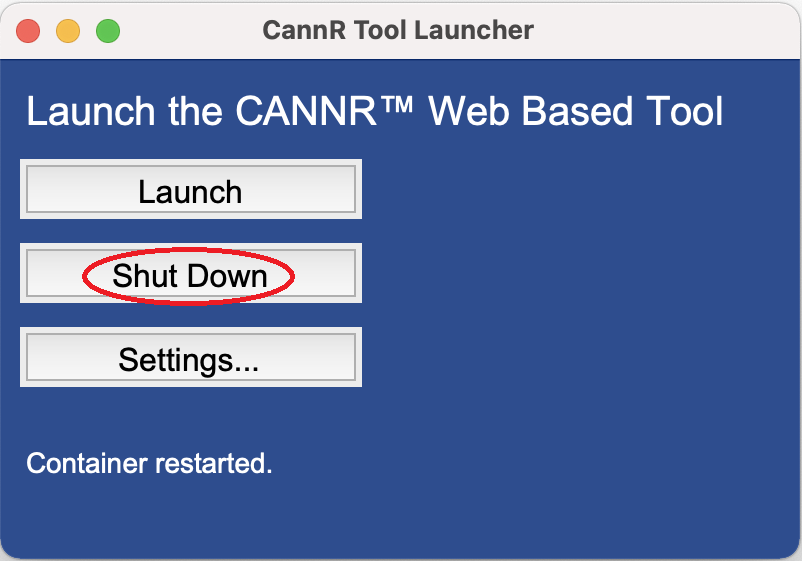 CannR Tool Launcher
Launch the CANNR™ Web Based Tool
Launch
Shut Down
Settings...
Container restarted.